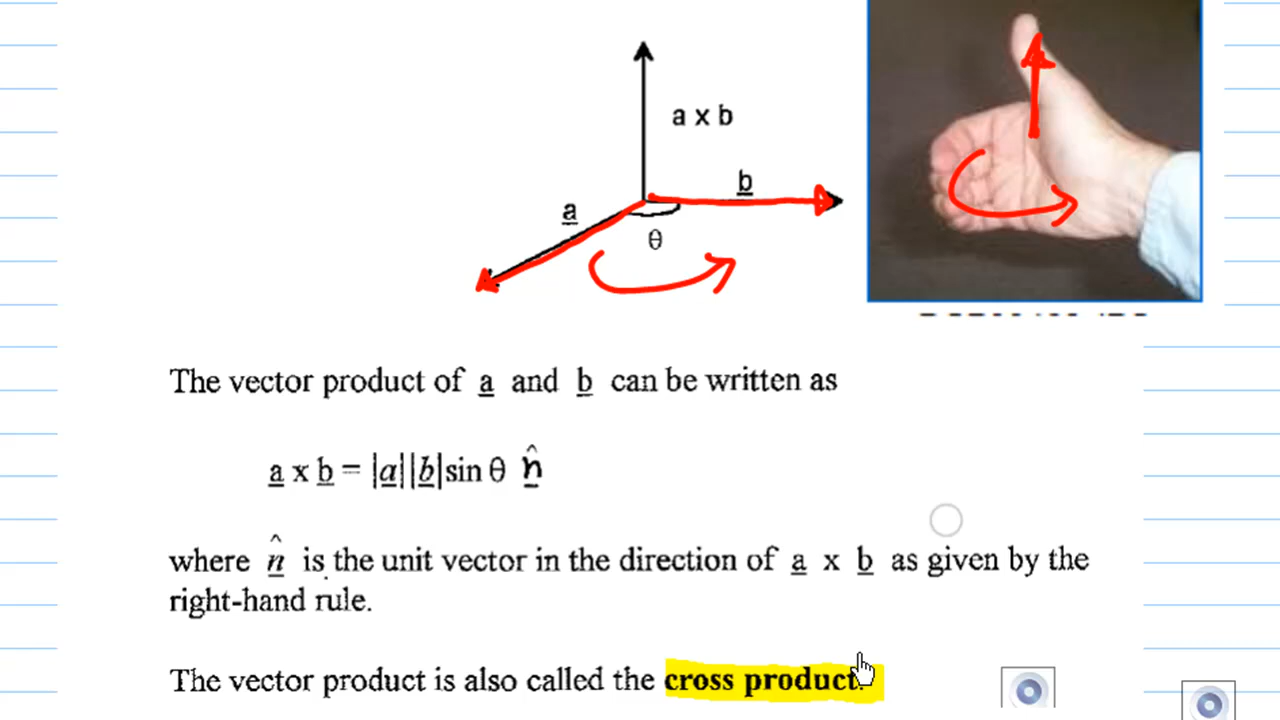 a x b
b
a
θ
The vector product of a and b can be written as
a x b = |a||b| sin θ n̂
where n̂ is the unit vector in the direction of a x b as given by the
right-hand rule.
The vector product is also called the cross product.